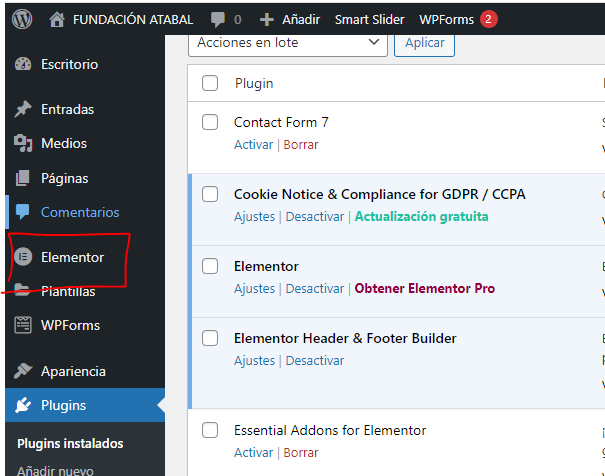 FUNDACIÓN ATABAL 0 Añadir Smart Slider WPForms 2
Escritorio
Entradas
Medios
Páginas
Comentarios
Elementor
Plantillas
WPForms
Apariencia
Plugins
Plugins instalados
Añadir nuevo
Acciones en lote Aplicar
Plugin
Contact Form 7
Activar | Borrar
Cookie Notice & Compliance for GDPR / CCPA
Ajustes | Desactivar | Actualización gratuita
Elementor
Ajustes | Desactivar | Obtener Elementor Pro
Elementor Header & Footer Builder
Ajustes | Desactivar
Essential Addons for Elementor
Activar | Borrar